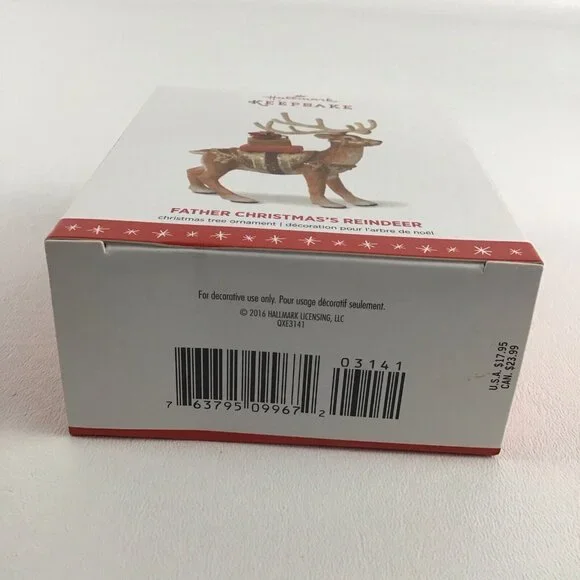 Hallmark
KEEPSAKE
FATHER CHRISTMAS'S REINDEER
christmas tree ornament | décoration pour l'arbre de noël
For decorative use only. Pour usage décoratif seulement.
© 2016 HALLMARK LICENSING, LLC
QXE3141
03141
7 63795 09967 2
U.S.A. $17.95
CAN. $23.99